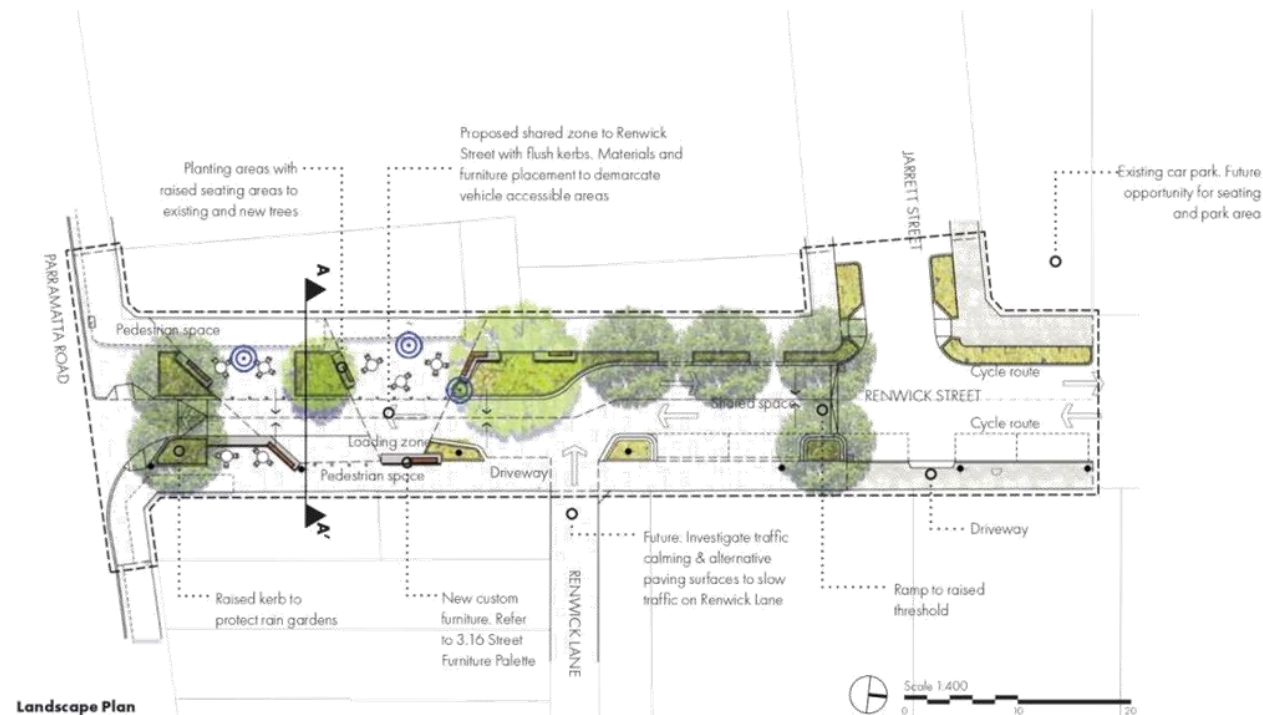 Proposed shared zone to Renwick
Street with flush kerbs. Materials and
furniture placement to demarcate
vehicle accessible areas
Planting areas with
raised seating areas to
existing and new trees
JARRETT STREET
Existing car park. Future
opportunity for seating
and park area
PARRAMATTA ROAD
A
Pedestrian space
Cycle route
RENWICK STREET
Shared space
Cycle route
Loading zone
Pedestrian space
Driveway
A'
Driveway
Future: Investigate traffic
calming & alternative
paving surfaces to slow
traffic on Renwick Lane
RENWICK LANE
Ramp to raised
threshold
Raised kerb to
protect rain gardens
New custom
furniture. Refer
to 3.16 Street
Furniture Palette
Landscape Plan
Scale 1:400
0 10 20